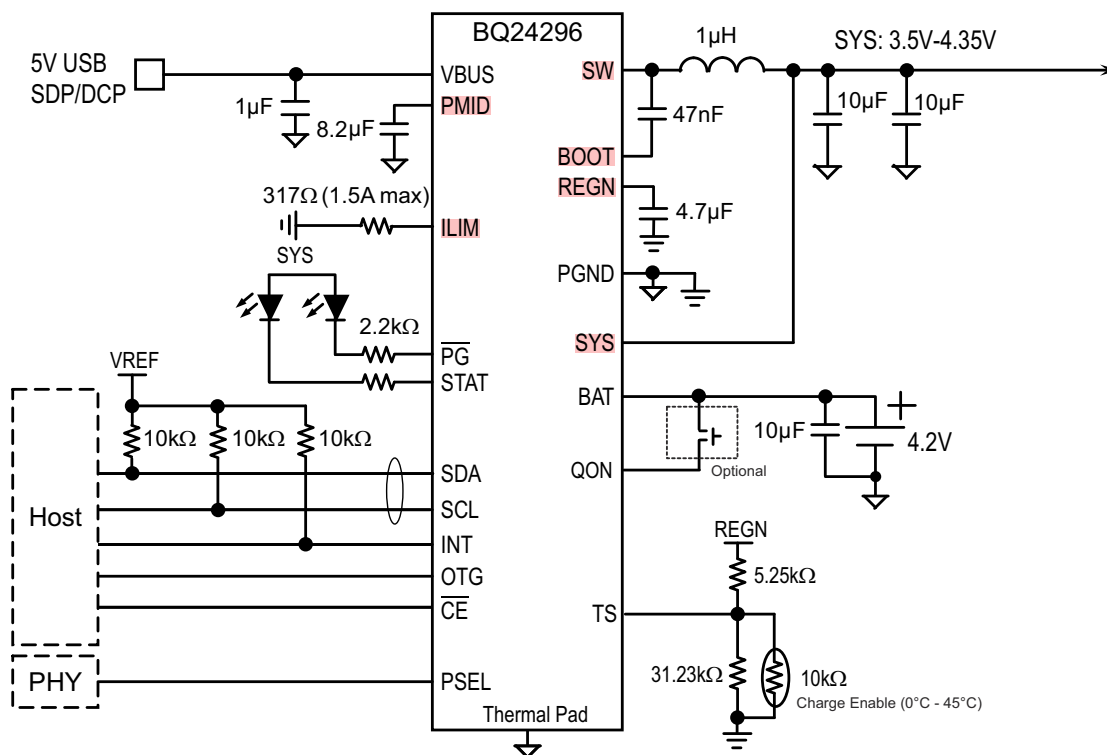 BQ24296
1µH
SYS: 3.5V-4.35V
5V USB
SDP/DCP
VBUS
SW
1µF
PMID
8.2µF
47nF
10µF
10µF
BOOT
REGN
317Ω (1.5A max)
ILIM
4.7µF
SYS
PGND
2.2kΩ
PG
SYS
STAT
VREF
BAT
10kΩ
10kΩ
10kΩ
10µF
4.2V
Optional
SDA
QON
Host
SCL
INT
REGN
OTG
5.25kΩ
CE
TS
PHY
PSEL
31.23kΩ
10kΩ
Charge Enable (0°C - 45°C)
Thermal Pad